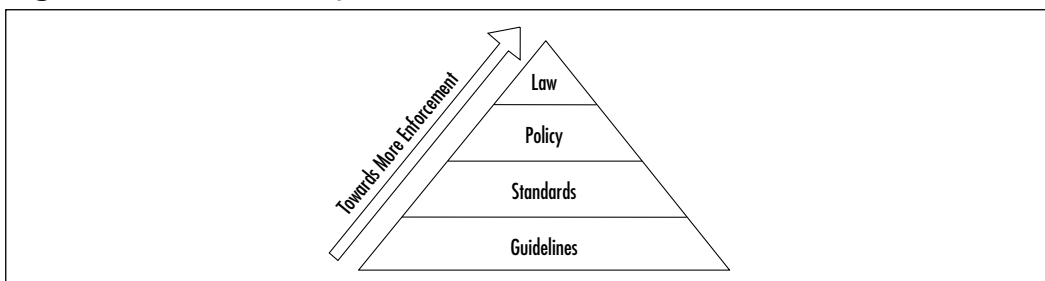 Law
Policy
Standards
Guidelines
Towards More Enforcement